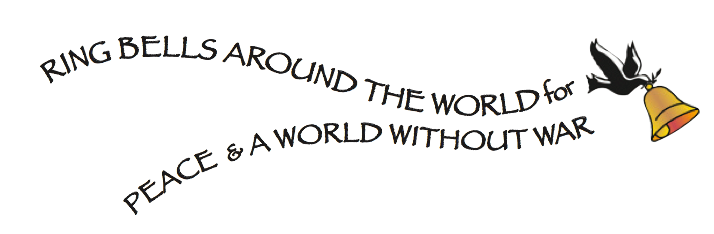 RING BELLS AROUND THE WORLD for
PEACE & A WORLD WITHOUT WAR